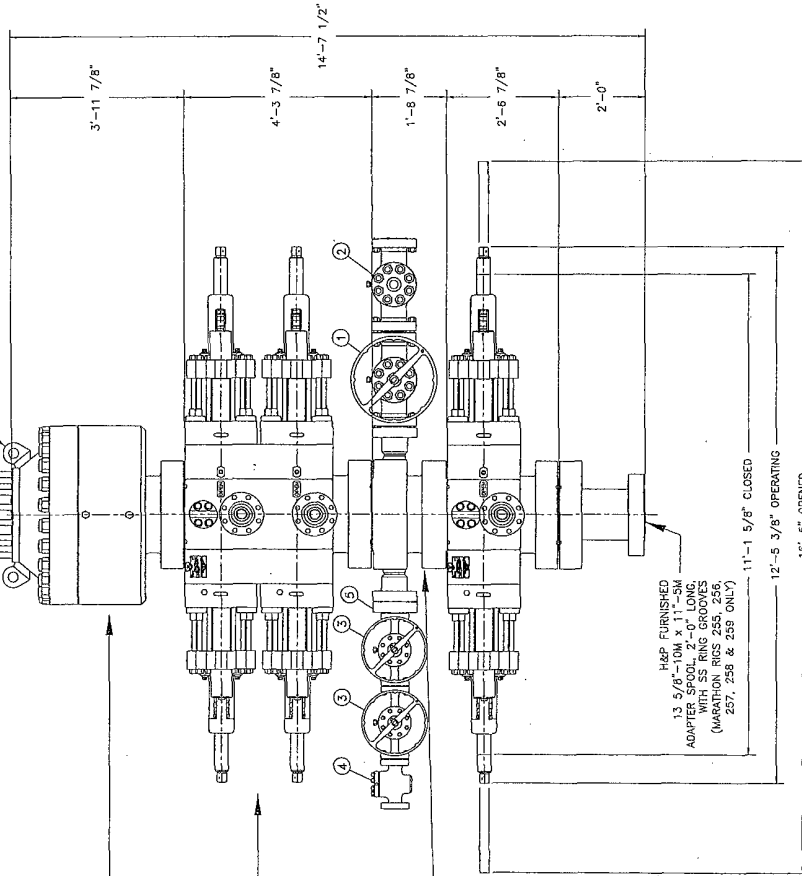 14'-7 1/2"
3'-11 7/8"
4'-3 7/8"
1'-8 7/8"
2'-6 7/8"
2'-0"
2
1
5
3
3
4
H&P FURNISHED
13 5/8"-10M x 11"-5M
ADAPTER SPOOL, 2'-0" LONG,
WITH SS RING GROOVES
(MARATHON RIGS 255, 256,
257, 258 & 259 ONLY)
11'-1 5/8" CLOSED
12'-5 3/8" OPERATING